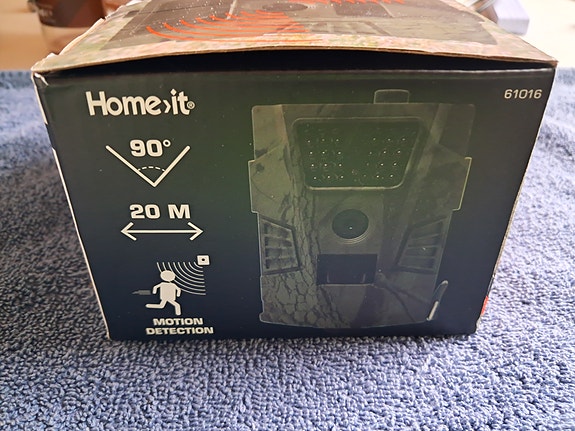 Home›it®
61016
90°
20 M
MOTION
DETECTION